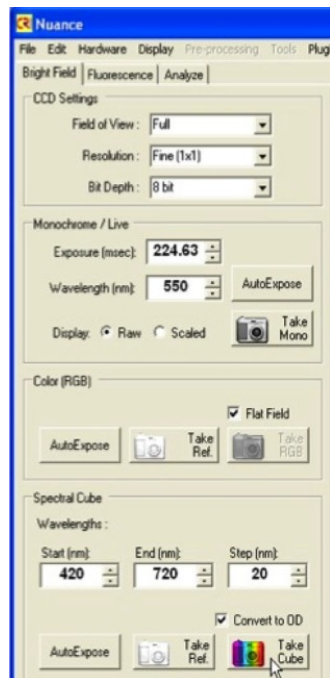 Nuance
File Edit Hardware Display Pre-processing Tools Plug
Bright Field Fluorescence Analyze
CCD Settings
Field of View: Full
Resolution: Fine (1x1)
Bit Depth: 8 bit
Monochrome / Live
Exposure (msec): 224.63
Wavelength (nm): 550 AutoExpose
Display: Raw Scaled Take Mono
Color (RGB)
Flat Field
AutoExpose Take Ref. Take RGB
Spectral Cube
Wavelengths :
Start (nm): End (nm): Step (nm):
420 720 20
Convert to OD
AutoExpose Take Ref. Take Cube